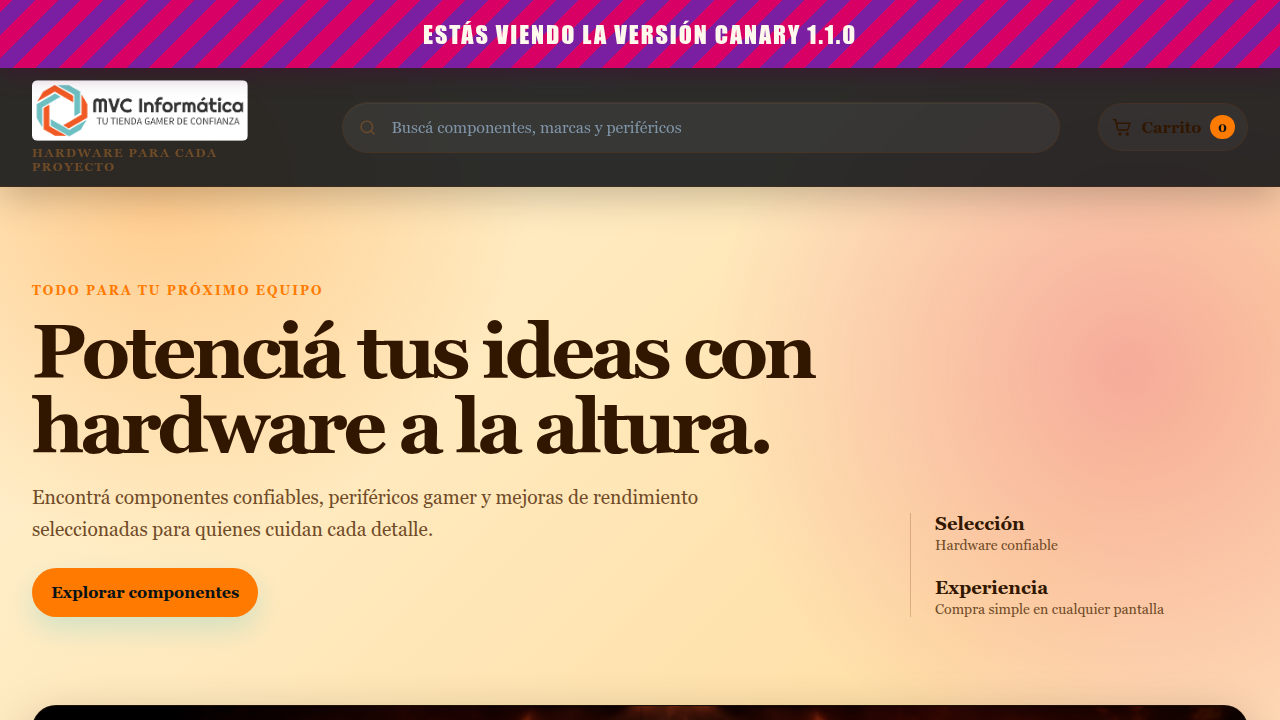 ESTÁS VIENDO LA VERSIÓN CANARY 1.1.0
MVC Informática
TU TIENDA GAMER DE CONFIANZA
HARDWARE PARA CADA
PROYECTO
Buscá componentes, marcas y periféricos
Carrito 0
TODO PARA TU PRÓXIMO EQUIPO
Potenciá tus ideas con
hardware a la altura.
Encontrá componentes confiables, periféricos gamer y mejoras de rendimiento
seleccionadas para quienes cuidan cada detalle.
Explorar componentes
Selección
Hardware confiable
Experiencia
Compra simple en cualquier pantalla